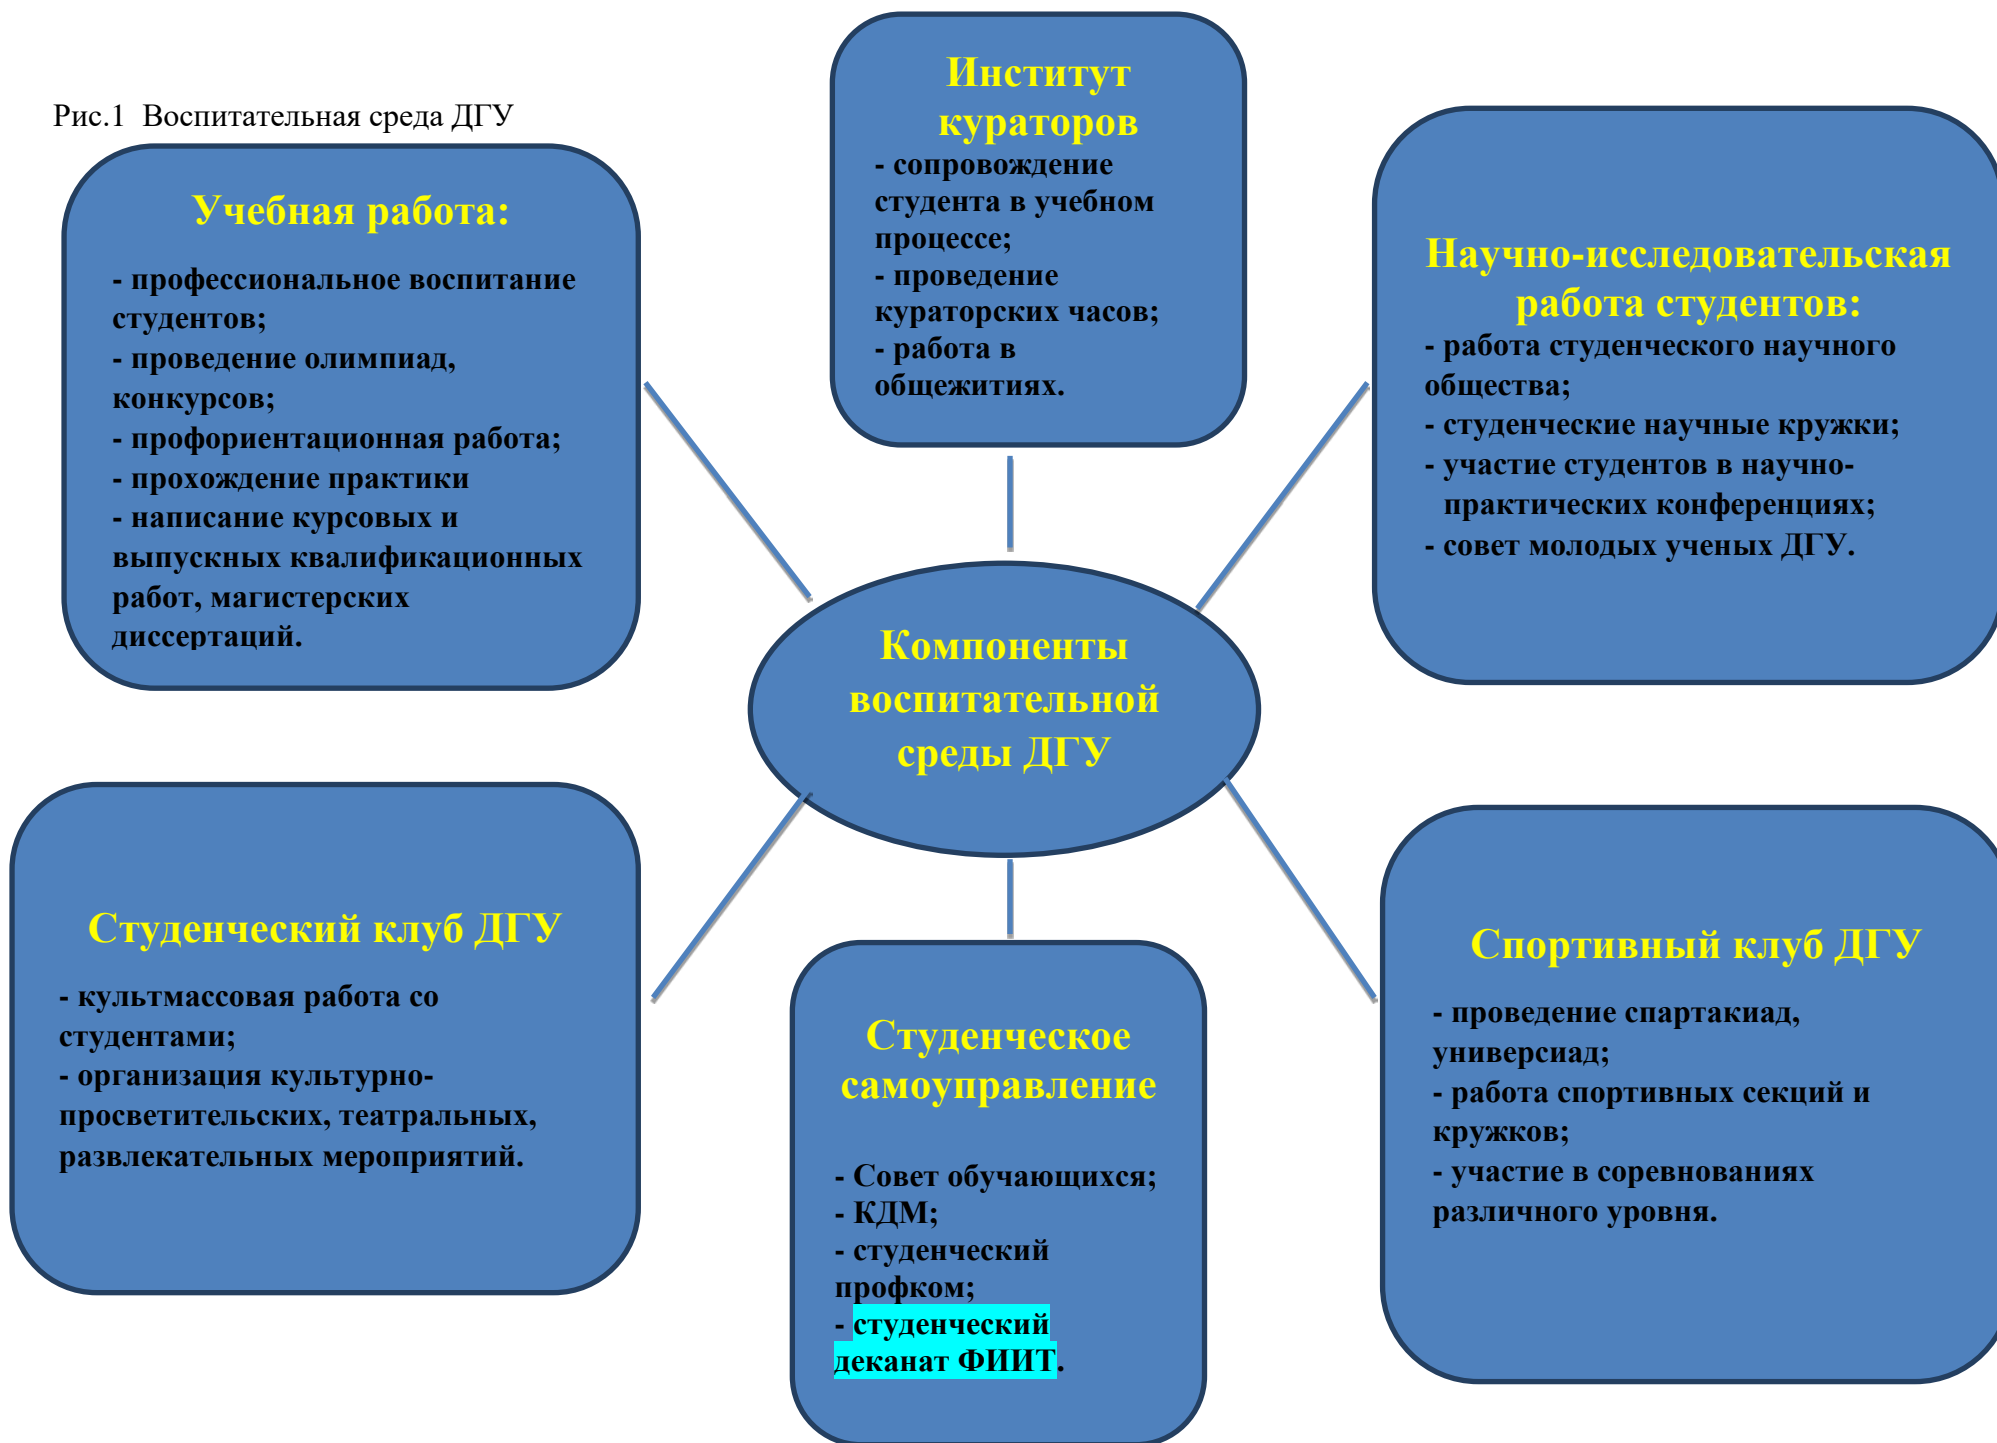 Рис.1  Воспитательная среда ДГУ
Институт
кураторов
- сопровождение
студента в учебном
процессе;
- проведение
кураторских часов;
- работа в
общежитиях.
Учебная работа:
- профессиональное воспитание
студентов;
- проведение олимпиад,
конкурсов;
- профориентационная работа;
- прохождение практики
- написание курсовых и
выпускных квалификационных
работ, магистерских
диссертаций.
Научно-исследовательская
работа студентов:
- работа студенческого научного
общества;
- студенческие научные кружки;
- участие студентов в научно-
практических конференциях;
- совет молодых ученых ДГУ.
Компоненты
воспитательной
среды ДГУ
Студенческий клуб ДГУ
- культмассовая работа со
студентами;
- организация культурно-
просветительских, театральных,
развлекательных мероприятий.
Студенческое
самоуправление
- Совет обучающихся;
- КДМ;
- студенческий
профком;
- студенческий
деканат ФИИТ.
Спортивный клуб ДГУ
- проведение спартакиад,
универсиад;
- работа спортивных секций и
кружков;
- участие в соревнованиях
различного уровня.